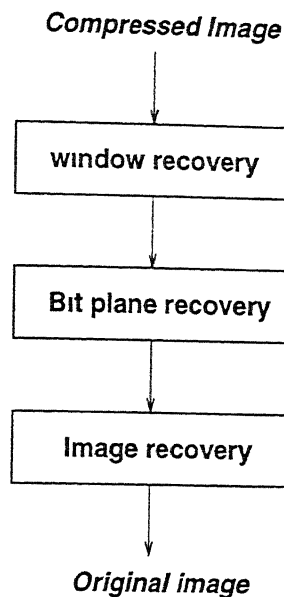 Compressed Image
window recovery
Bit plane recovery
Image recovery
Original image